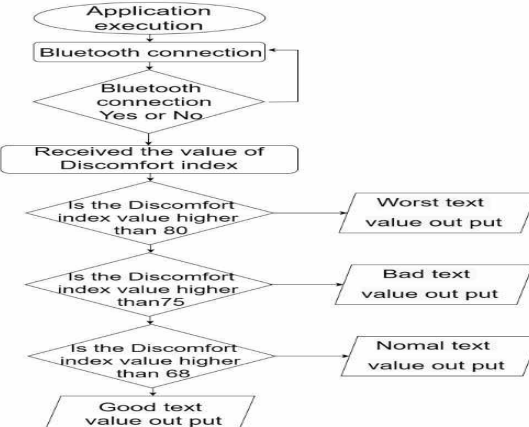 Application
execution
Bluetooth connection
Bluetooth
connection
Yes or No
Received the value of
Discomfort index
Is the Discomfort
index value higher
than 80
Worst text
value out put
Is the Discomfort
index value higher
than75
Bad text
value out put
Is the Discomfort
index value higher
than 68
Nomal text
value out put
Good text
value out put